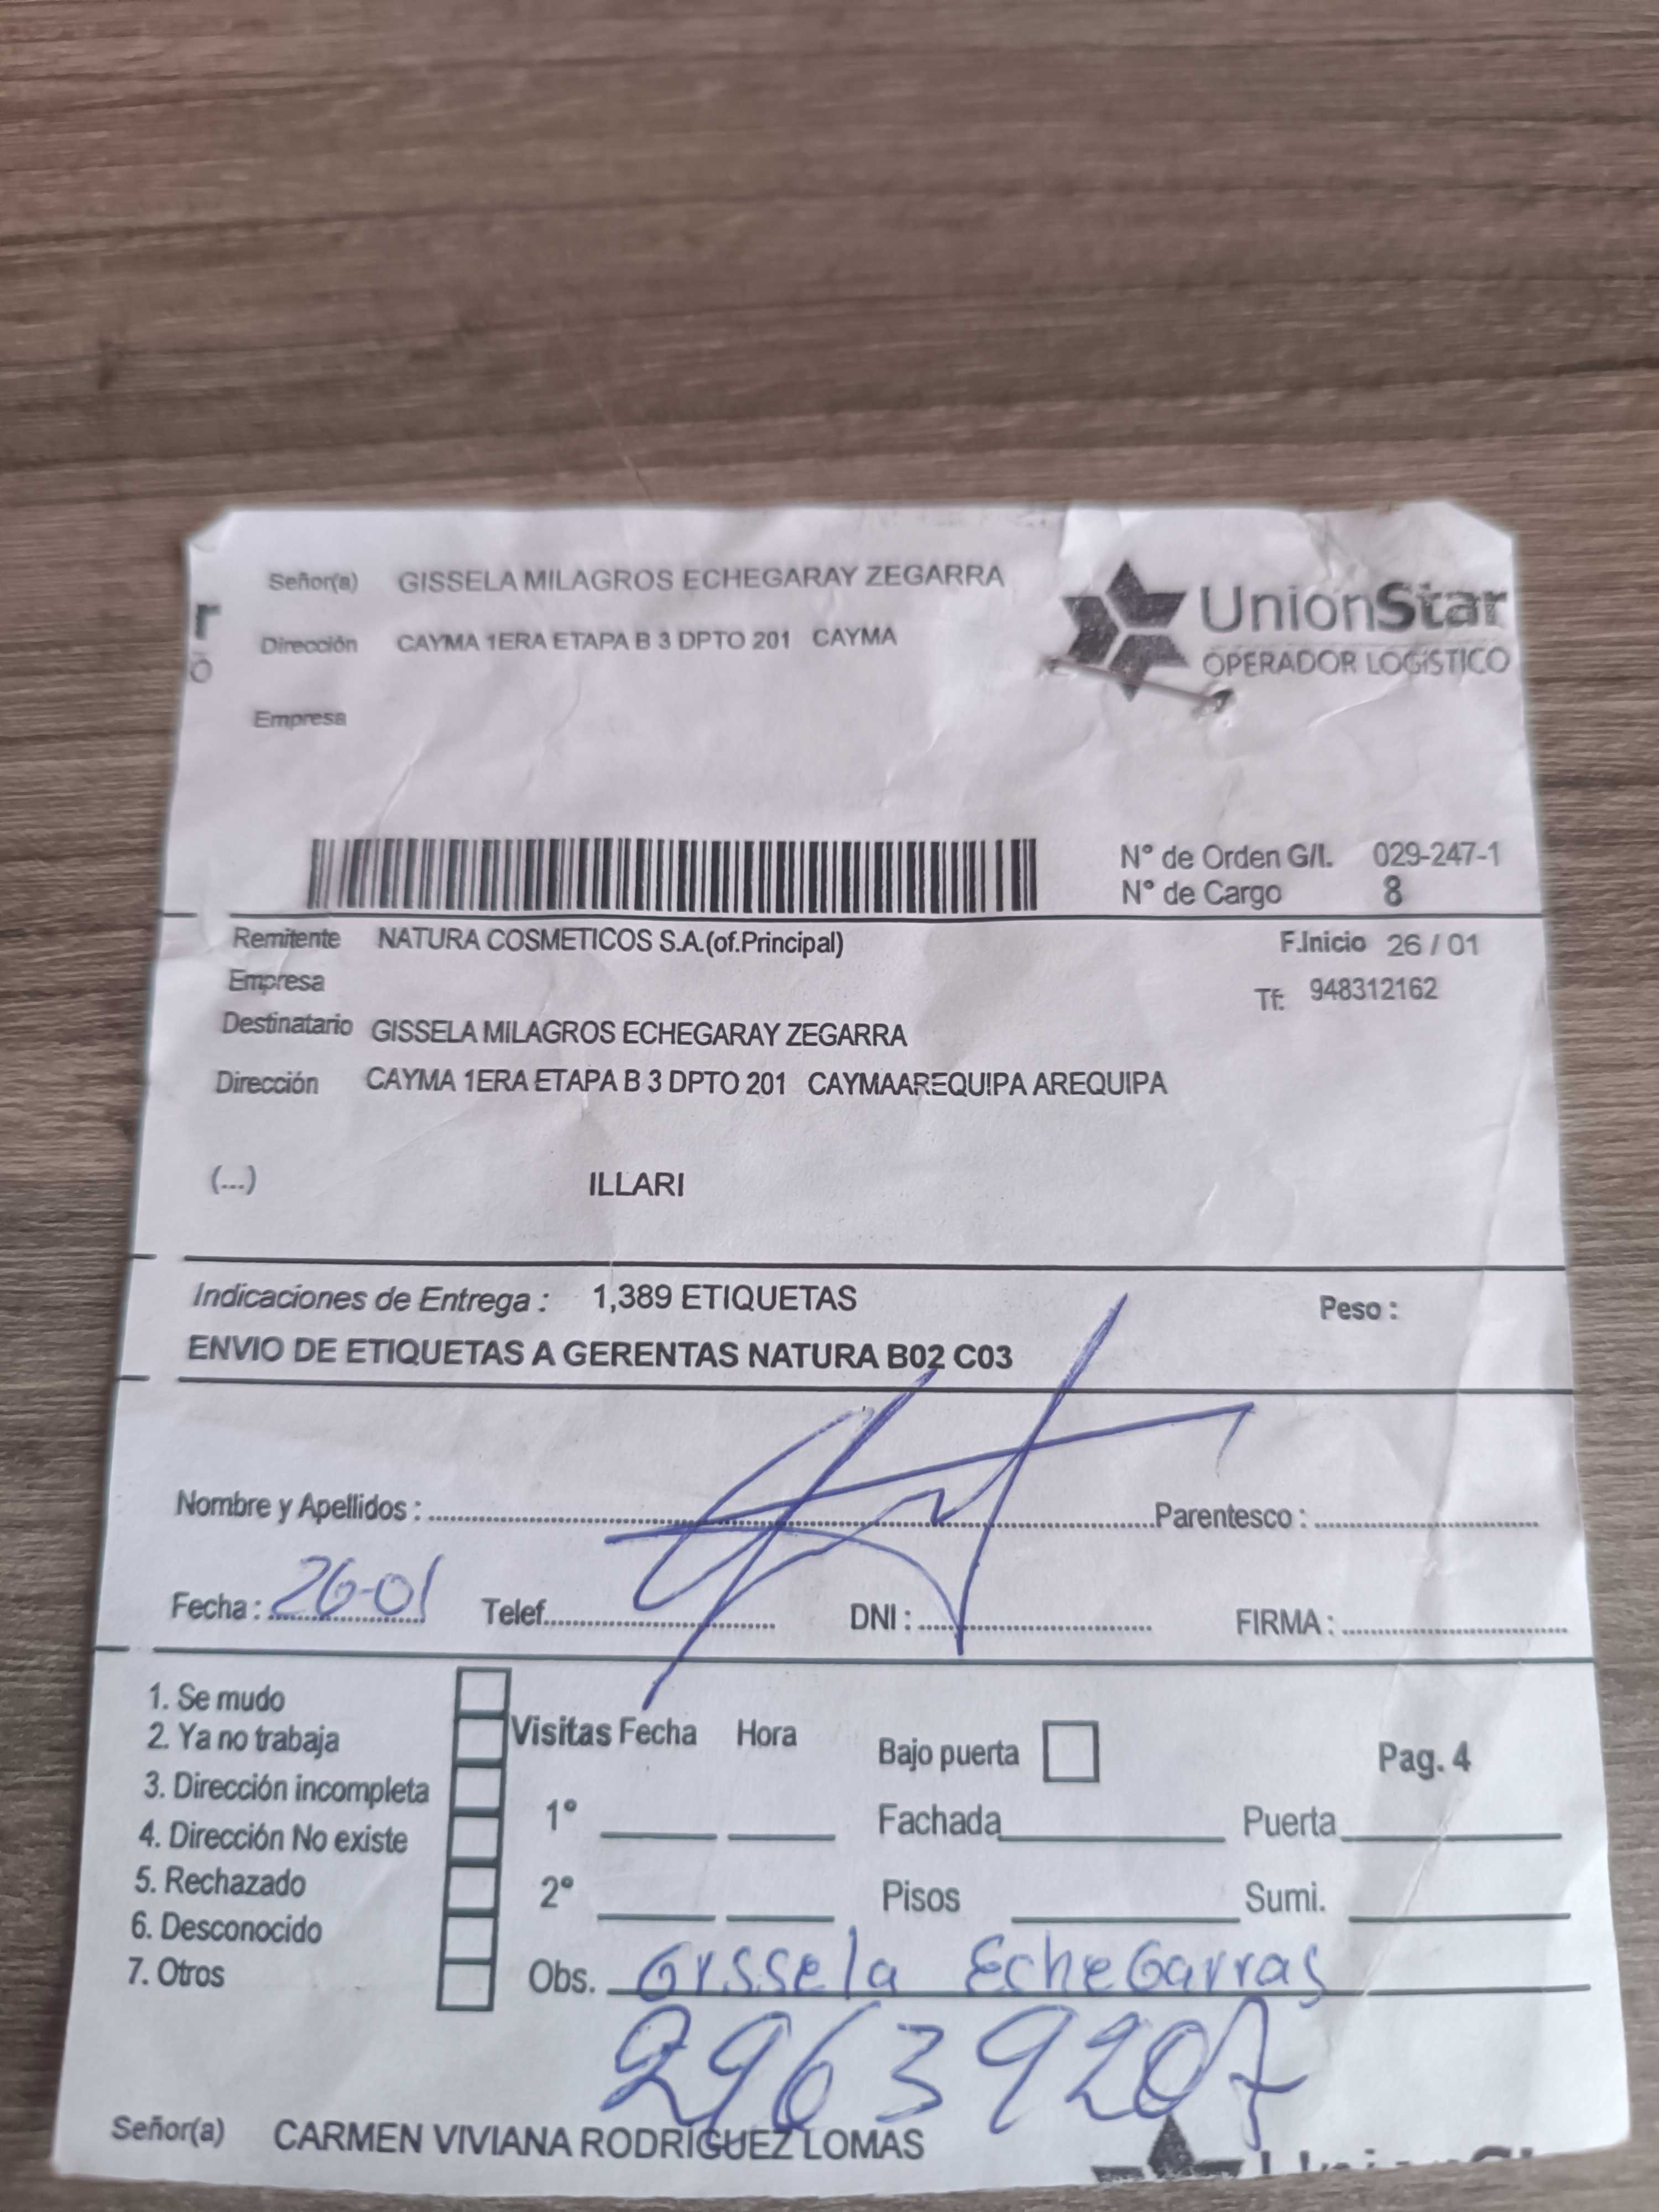 Señor(a) GISSELA MILAGROS ECHEGARAY ZEGARRA
UnionStar
OPERADOR LOGÍSTICO
r
ó
Dirección CAYMA 1ERA ETAPA B 3 DPTO 201 CAYMA
Empresa
N° de Orden G/I. 029-247-1
N° de Cargo 8
Remitente NATURA COSMETICOS S.A.(of.Principal) F.Inicio 26 / 01
Empresa Tf: 948312162
Destinatario GISSELA MILAGROS ECHEGARAY ZEGARRA
Dirección CAYMA 1ERA ETAPA B 3 DPTO 201 CAYMAAREQUIPA AREQUIPA
(...) ILLARI
Indicaciones de Entrega : 1,389 ETIQUETAS Peso :
ENVIO DE ETIQUETAS A GERENTAS NATURA B02 C03
Nombre y Apellidos : Parentesco :
Fecha : 26-01 Telef. DNI : FIRMA :
1. Se mudo
2. Ya no trabaja
3. Dirección incompleta
4. Dirección No existe
5. Rechazado
6. Desconocido
7. Otros
Visitas Fecha Hora
1°
2°
Bajo puerta Pag. 4
Fachada Puerta
Pisos Sumi.
Obs. Gissela Echegarras
29639207
Señor(a) CARMEN VIVIANA RODRÍGUEZ LOMAS